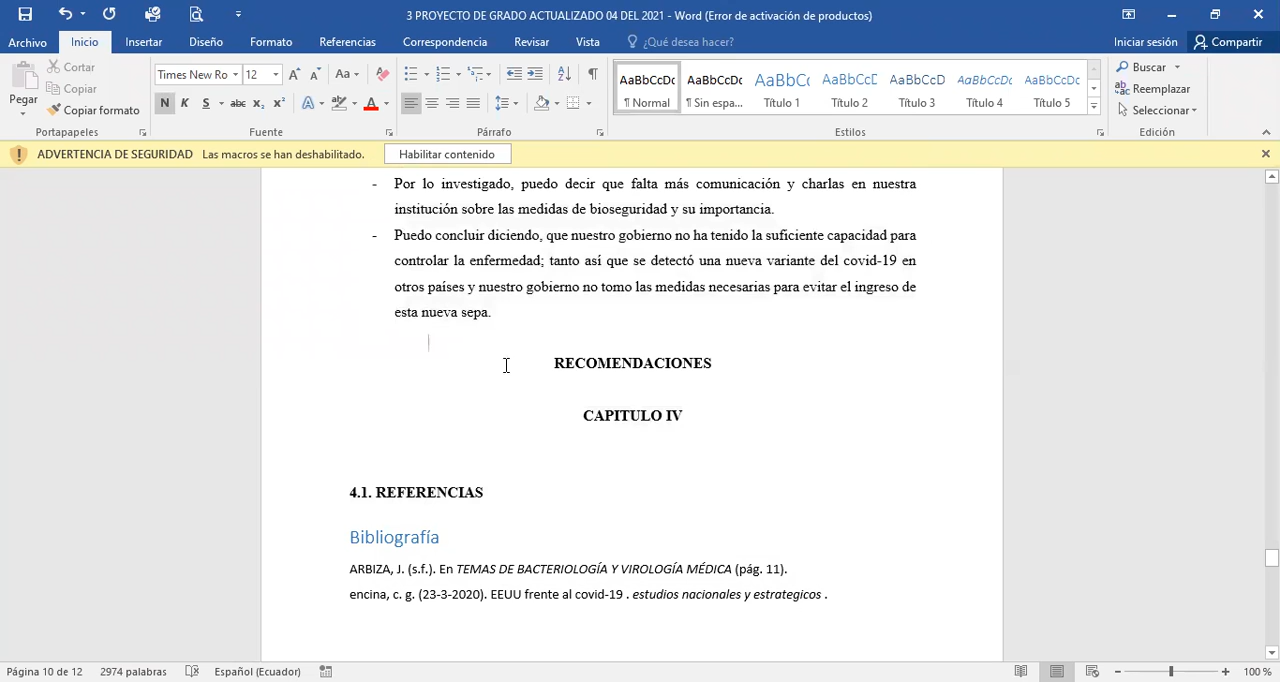 3 PROYECTO DE GRADO ACTUALIZADO 04 DEL 2021 - Word (Error de activación de productos)
Archivo Inicio Insertar Diseño Formato Referencias Correspondencia Revisar Vista ¿Qué desea hacer? Iniciar sesión Compartir
Pegar
Cortar
Copiar
Copiar formato
Portapapeles
Times New Ro 12
Aa
N K S abc x₂ x²
A A
Fuente
Párrafo
AaBbCcDc AaBbCcDc AaBbC( AaBbCcD AaBbCcD AaBbCcDc AaBbCcDc
¶ Normal ¶ Sin espa... Título 1 Título 2 Título 3 Título 4 Título 5
Estilos
Buscar
Reemplazar
Seleccionar
Edición
ADVERTENCIA DE SEGURIDAD Las macros se han deshabilitado. Habilitar contenido
- Por lo investigado, puedo decir que falta más comunicación y charlas en nuestra
institución sobre las medidas de bioseguridad y su importancia.
- Puedo concluir diciendo, que nuestro gobierno no ha tenido la suficiente capacidad para
controlar la enfermedad; tanto así que se detectó una nueva variante del covid-19 en
otros países y nuestro gobierno no tomo las medidas necesarias para evitar el ingreso de
esta nueva sepa.
RECOMENDACIONES
CAPITULO IV
4.1. REFERENCIAS
Bibliografía
ARBIZA, J. (s.f.). En TEMAS DE BACTERIOLOGÍA Y VIROLOGÍA MÉDICA (pág. 11).
encina, c. g. (23-3-2020). EEUU frente al covid-19 . estudios nacionales y estrategicos .
Página 10 de 12 2974 palabras Español (Ecuador) 100 %